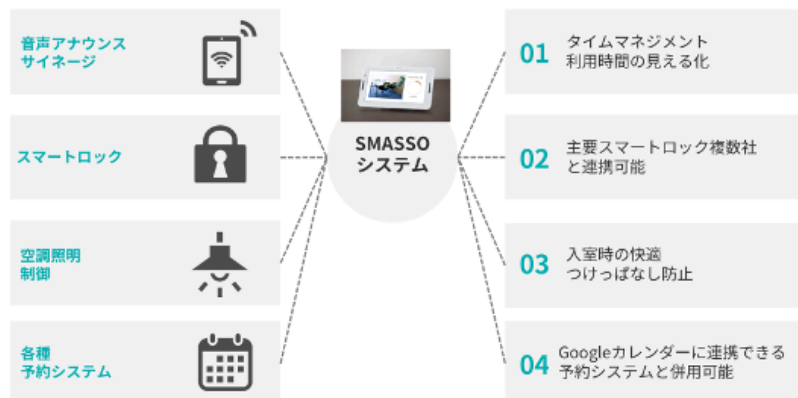 音声アナウンス
サイネージ
スマートロック
空調照明
制御
各種
予約システム
SMASSO
システム
01
タイムマネジメント
利用時間の見える化
02
主要スマートロック複数社
と連携可能
03
入室時の快適
つけっぱなし防止
04
Googleカレンダーに連携できる
予約システムと併用可能